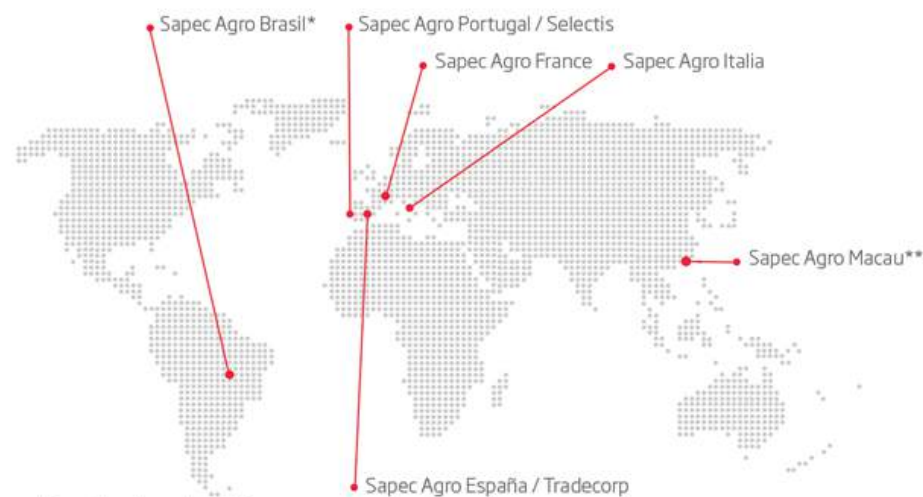 Sapec Agro Brasil*
Sapec Agro Portugal / Selectis
Sapec Agro France
Sapec Agro Italia
Sapec Agro Macau**
Sapec Agro España / Tradecorp